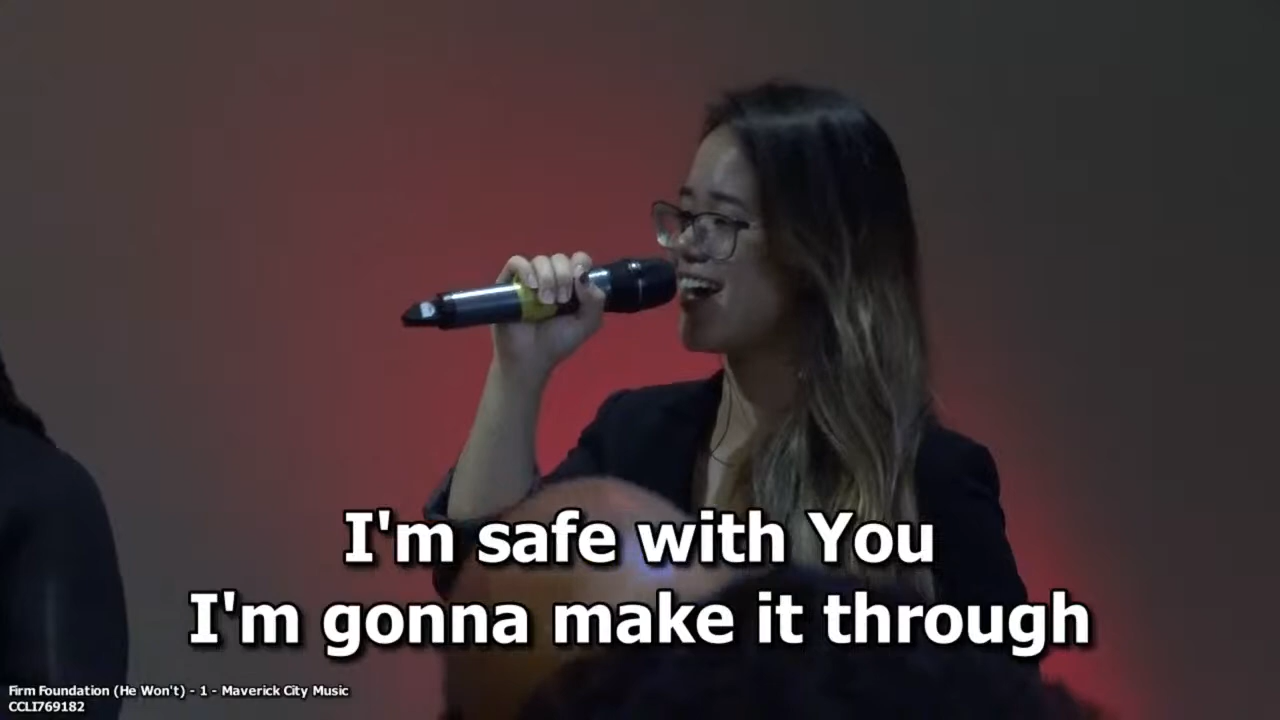 I'm safe with You
I'm gonna make it through
Firm Foundation (He Won't) - 1 - Maverick City Music
CCLI769182